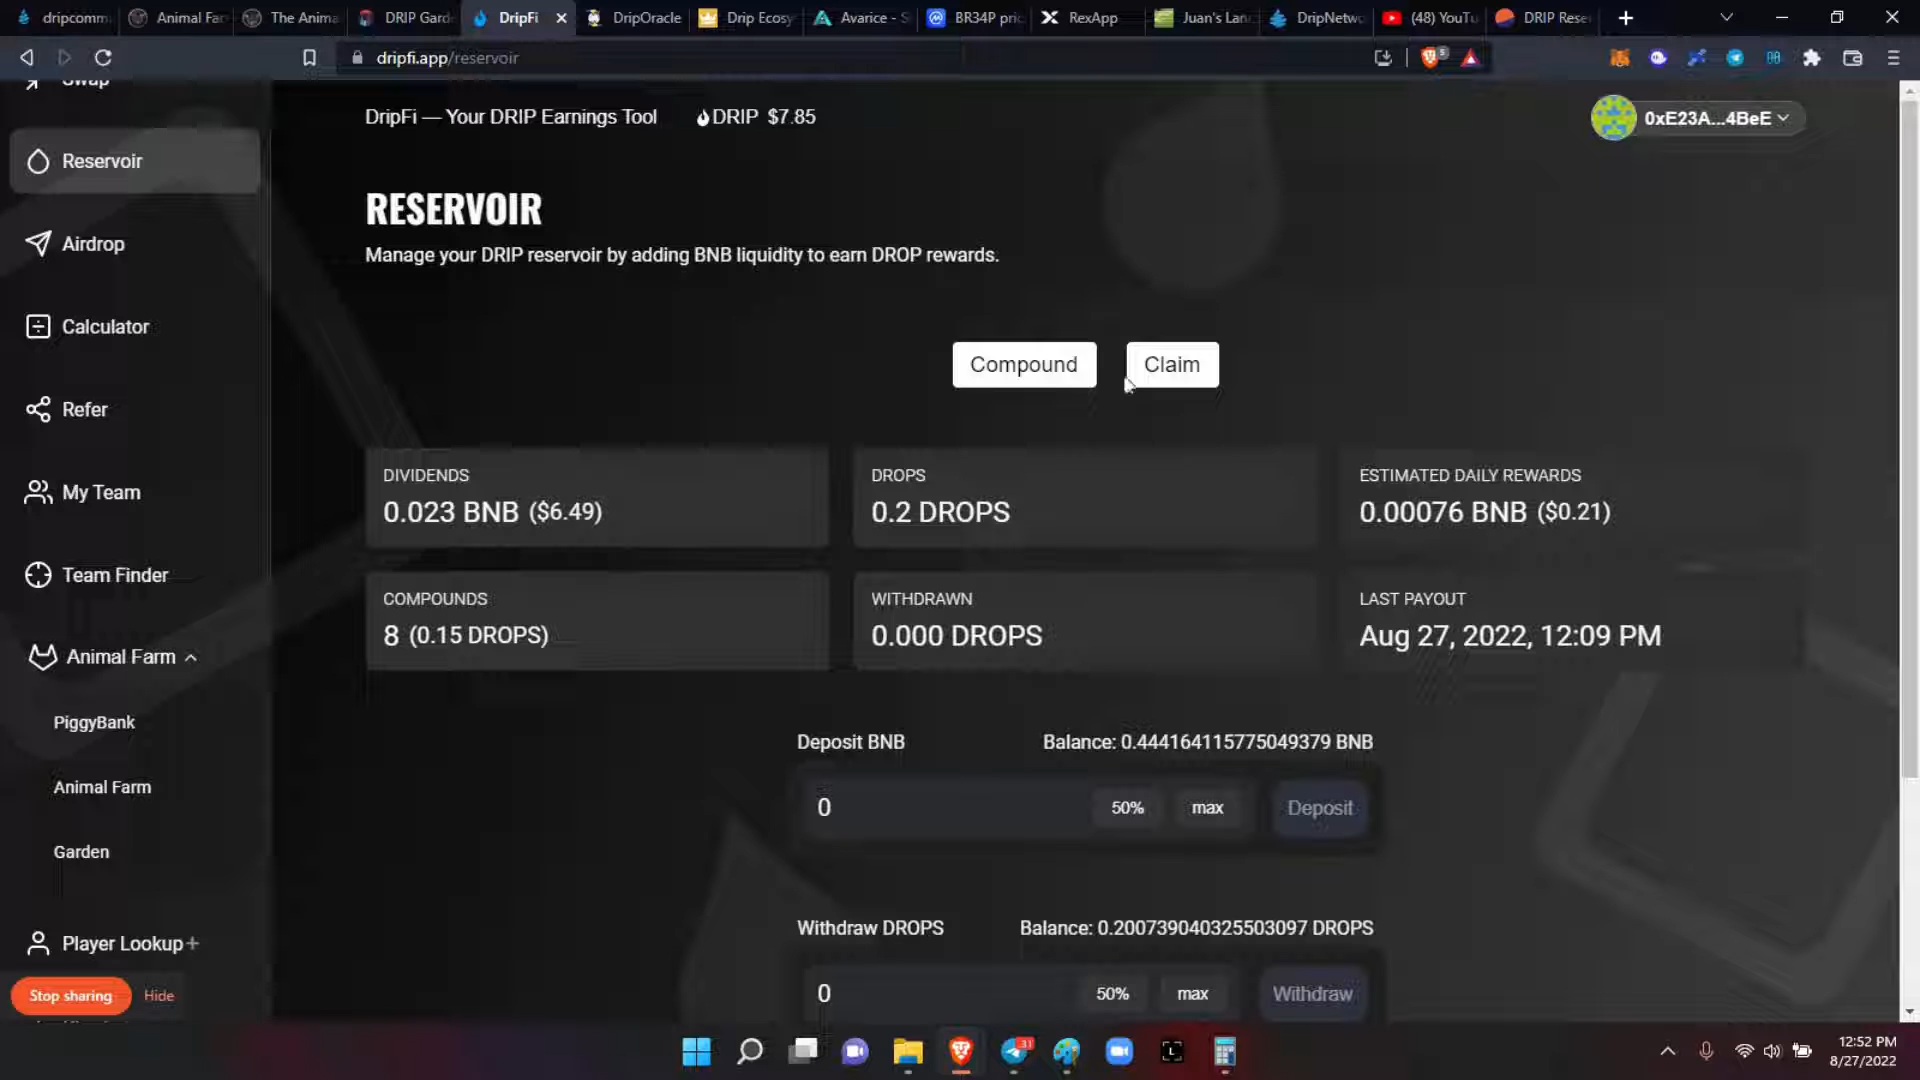 dripcomm
Animal Far
The Anima
DRIP Gard
DripFi
DripOracle
Drip Ecosy
Avarice - S
BR34P pric
RexApp
Juan's Lan
DripNetwo
(48) YouTu
DRIP Rese
dripfi.app/reservoir
5
Swap
DripFi — Your DRIP Earnings Tool
DRIP $7.85
0xE23A...4BeE
Reservoir
RESERVOIR
Manage your DRIP reservoir by adding BNB liquidity to earn DROP rewards.
Airdrop
Calculator
Compound
Claim
Refer
DIVIDENDS
0.023 BNB ($6.49)
DROPS
0.2 DROPS
ESTIMATED DAILY REWARDS
0.00076 BNB ($0.21)
My Team
Team Finder
COMPOUNDS
8 (0.15 DROPS)
WITHDRAWN
0.000 DROPS
LAST PAYOUT
Aug 27, 2022, 12:09 PM
Animal Farm
PiggyBank
Animal Farm
Garden
Deposit BNB
Balance: 0.444164115775049379 BNB
0
50%
max
Deposit
Withdraw DROPS
Balance: 0.200739040325503097 DROPS
0
50%
max
Withdraw
Player Lookup+
Stop sharing
Hide
31
L
12:52 PM
8/27/2022